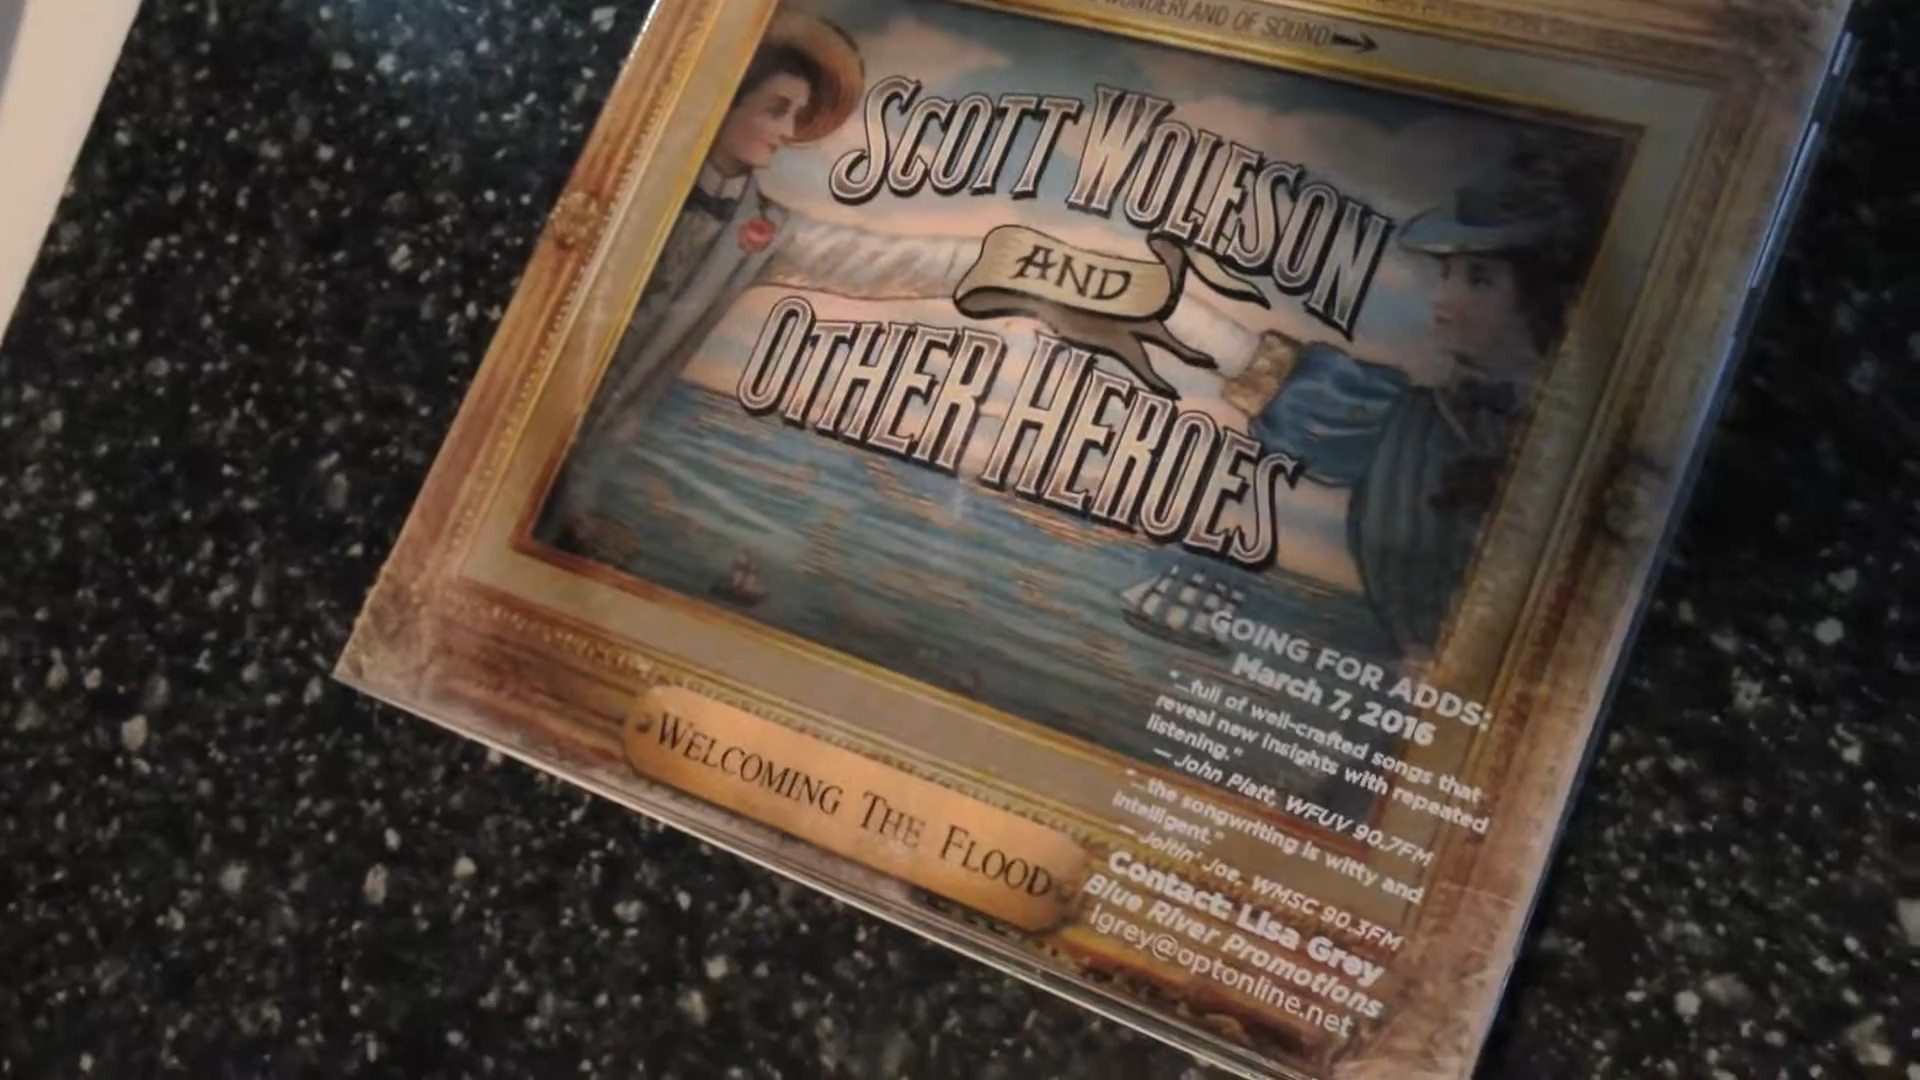 WONDERLAND OF SOUND
SCOTT WOLFSON
AND
OTHER HEROES
GOING FOR ADDS:
March 7, 2016
"...full of well-crafted songs that
reveal new insights with repeated
listening."
— John Platt, WFUV 90.7FM
"...the songwriting is witty and
intelligent."
— Joltin' Joe, WMSC 90.3FM
Contact: Lisa Grey
Blue River Promotions
lgrey@optonline.net
WELCOMING THE FLOOD